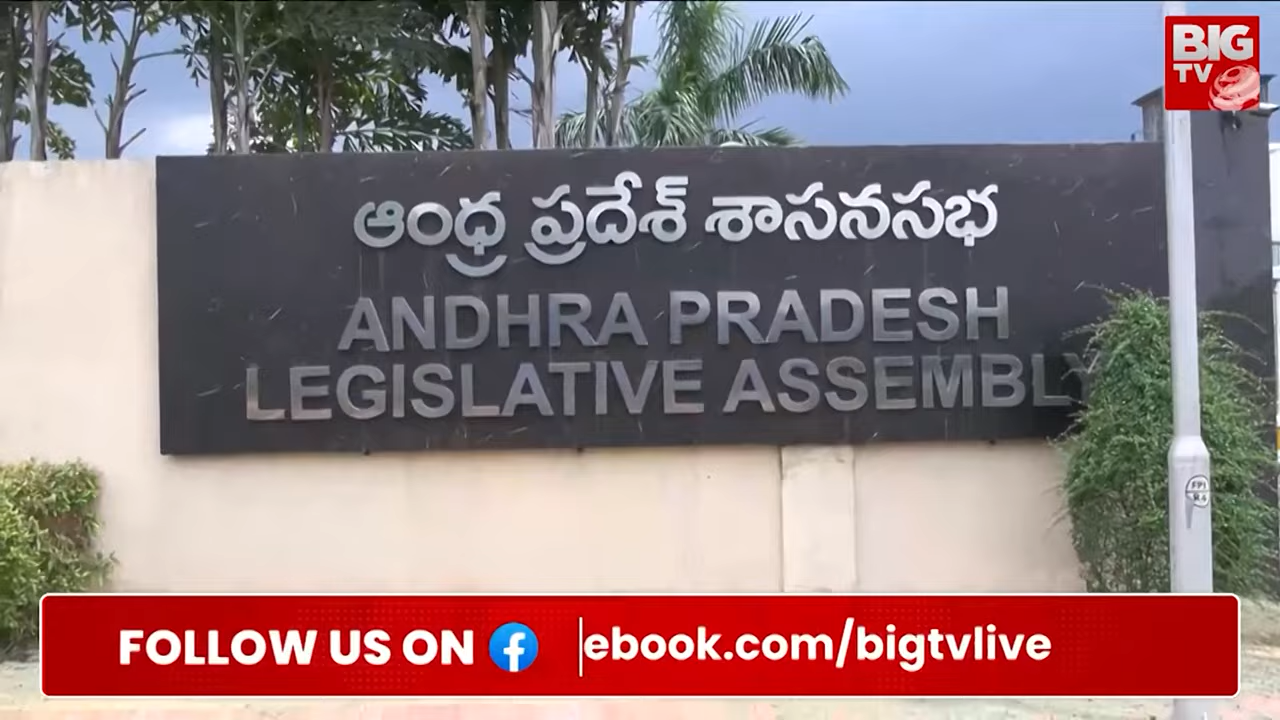 BIG
TV
ఆంధ్ర ప్రదేశ్ శాసనసభ
ANDHRA PRADESH
LEGISLATIVE ASSEMBLY
FOLLOW US ON ebook.com/bigtvlive